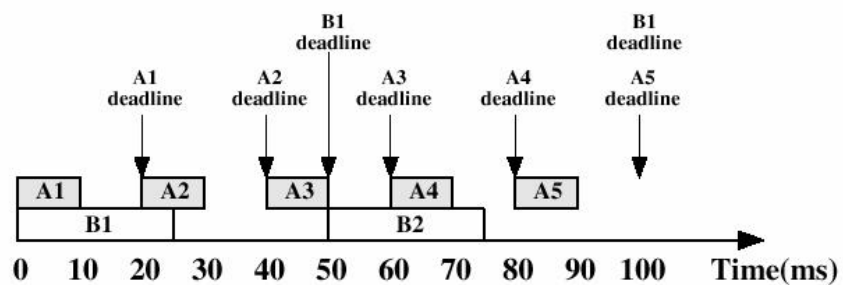 B1 B1
deadline deadline
A1 A2 A3 A4 A5
deadline deadline deadline deadline deadline
A1 A2 A3 A4 A5
B1 B2
0 10 20 30 40 50 60 70 80 90 100 Time(ms)